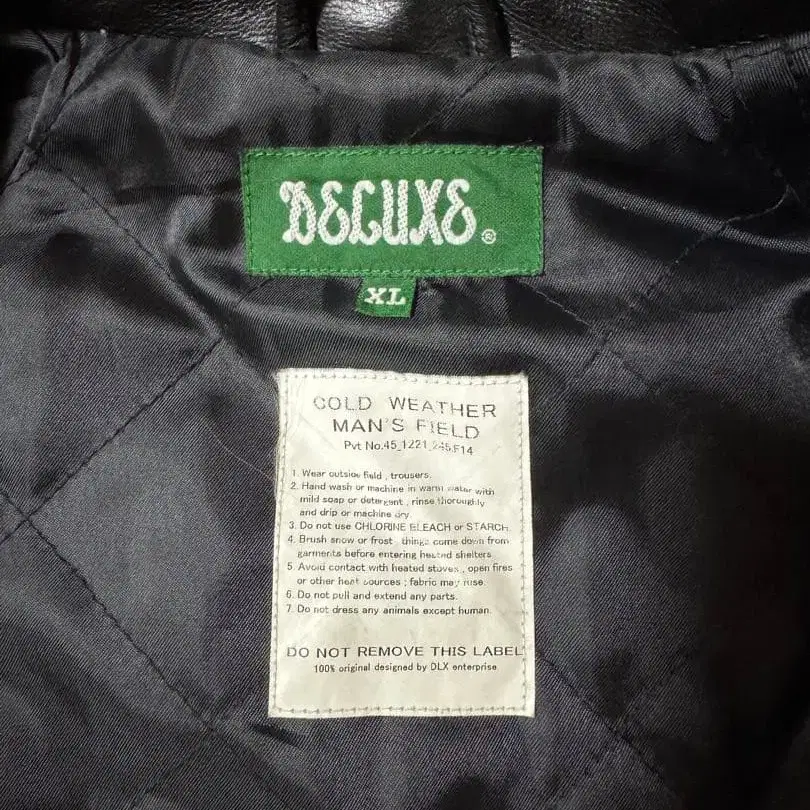 DELUXE®
XL
COLD WEATHER
MAN'S FIELD
Pvt No.45_1221_245.F14
1. Wear outside field , trousers.
2. Hand wash or machine in warm water with
mild soap or detergent , rinse thoroughly
and drip or machine dry.
3. Do not use CHLORINE BLEACH or STARCH.
4. Brush snow or frost - things come down from
garments before entering heated shelters.
5. Avoid contact with heated stoves , open fires
or other heat sources ; fabric may fuse.
6. Do not pull and extend any parts.
7. Do not dress any animals except human.
DO NOT REMOVE THIS LABEL
100% original designed by DLX enterprise.